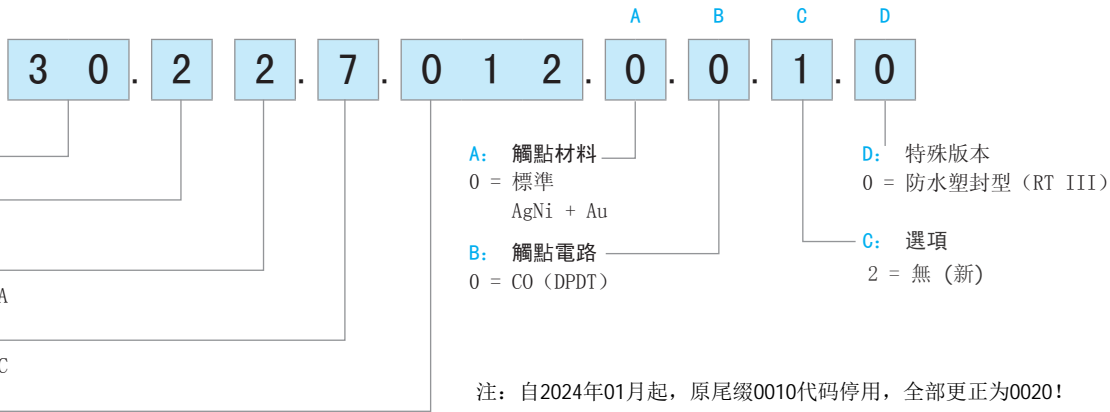 A B C D
3 0 . 2 2 . 7 . 0 1 2 . 0 . 0 . 1 . 0
A： 觸點材料
0 = 標準
AgNi + Au
B： 觸點電路
0 = CO（DPDT）
D： 特殊版本
0 = 防水塑封型（RT III）
C： 選項
2 = 無 (新)
A
C
注：自2024年01月起，原尾缀0010代码停用，全部更正为0020！